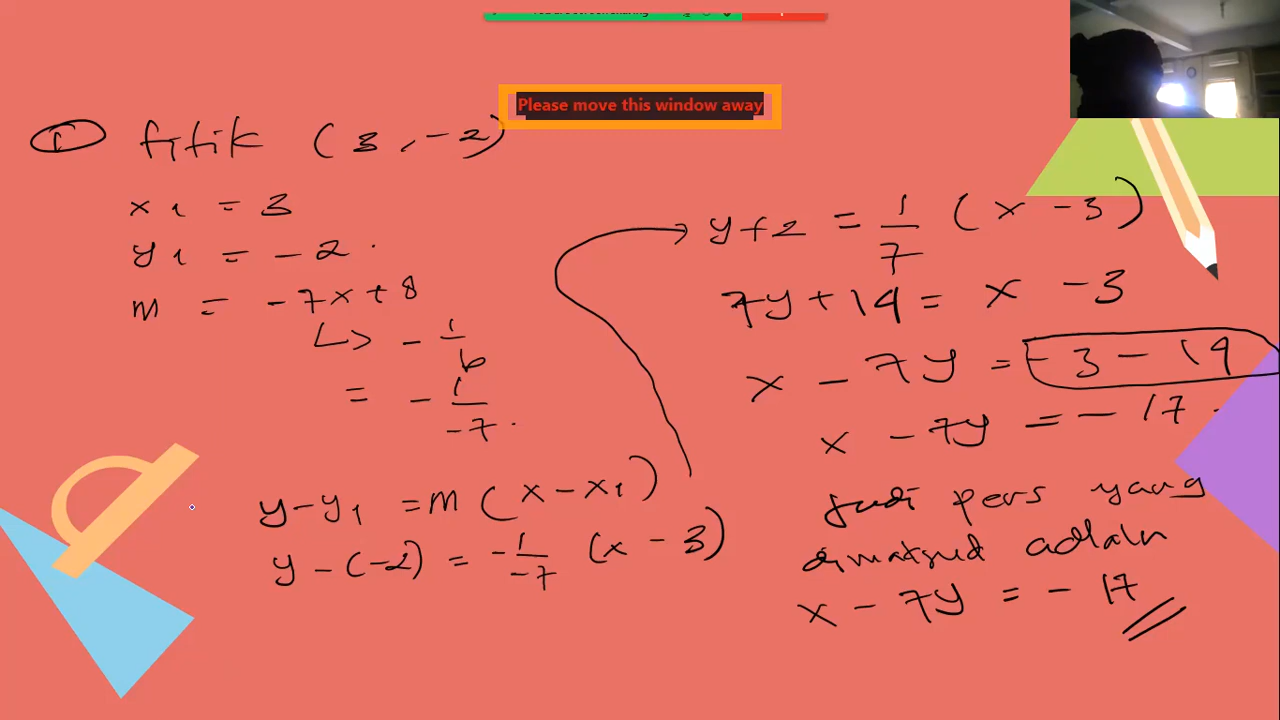 Please move this window away
① titik (3, -2)
x1 = 3
y1 = -2
m = -7x + 8
↳ - 1/b
= - 1/-7
y - y1 = m (x - x1)
y - (-2) = - 1/-7 (x - 3)
y + 2 = 1/7 (x - 3)
7y + 14 = x - 3
x - 7y = -3 - 14
x - 7y = -17
Jadi pers yang
dimaksud adlah
x - 7y = -17